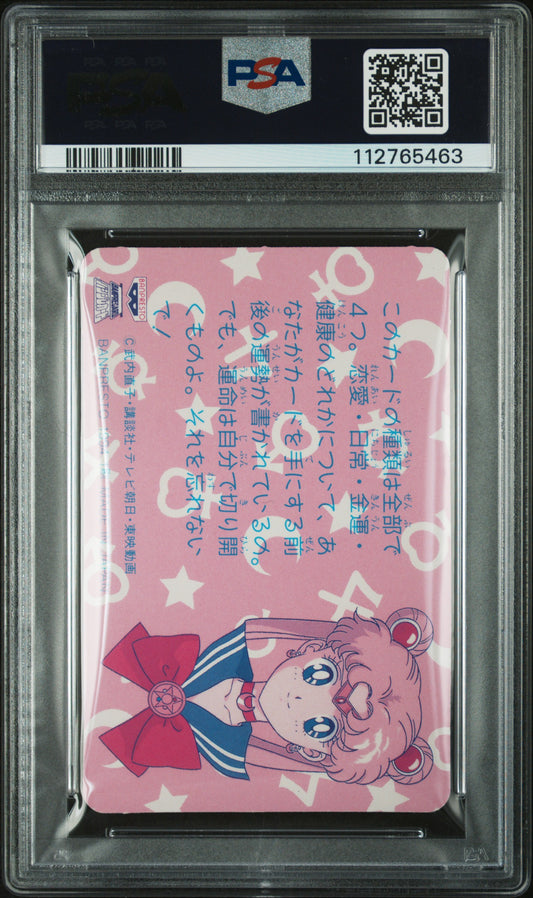 PSA
112765463
このカードの種類は全部で
4つ。恋愛・日常・金運・
健康のどれかについて、あ
なたがカードを手にする前
後の運勢が書かれているの。
でも、運命は自分で切り開
くものよ。それを忘れない
で!
BANPRESTO
©武内直子・講談社・テレビ朝日・東映動画
BANPRESTO 1994 MADE IN JAPAN